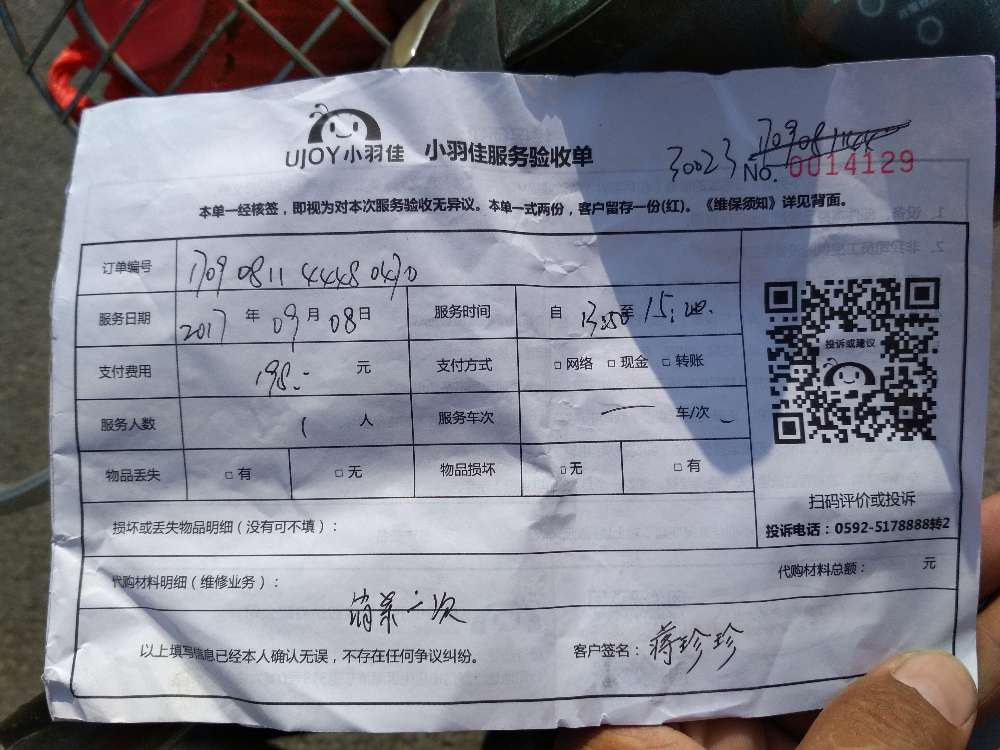 UJOY小羽佳 小羽佳服务验收单
30023 No. 0014129
本单一经核签，即视为对本次服务验收无异议。本单一式两份，客户留存一份(红)。《维保须知》详见背面。
订单编号 1709081144480470
服务日期 2017 年 09 月 08 日 服务时间 自 13:50 至 15:20.
支付费用 198.- 元 支付方式 □ 网络 □ 现金 □ 转账
服务人数 1 人 服务车次 — 车/次
物品丢失 □ 有 □ 无 物品损坏 □ 无 □ 有
损坏或丢失物品明细（没有可不填）：
投诉或建议
扫码评价或投诉
投诉电话：0592-5178888转2
代购材料明细（维修业务）： 代购材料总额： 元
以上填写信息已经本人确认无误，不存在任何争议纠纷。 客户签名：蒋珍珍